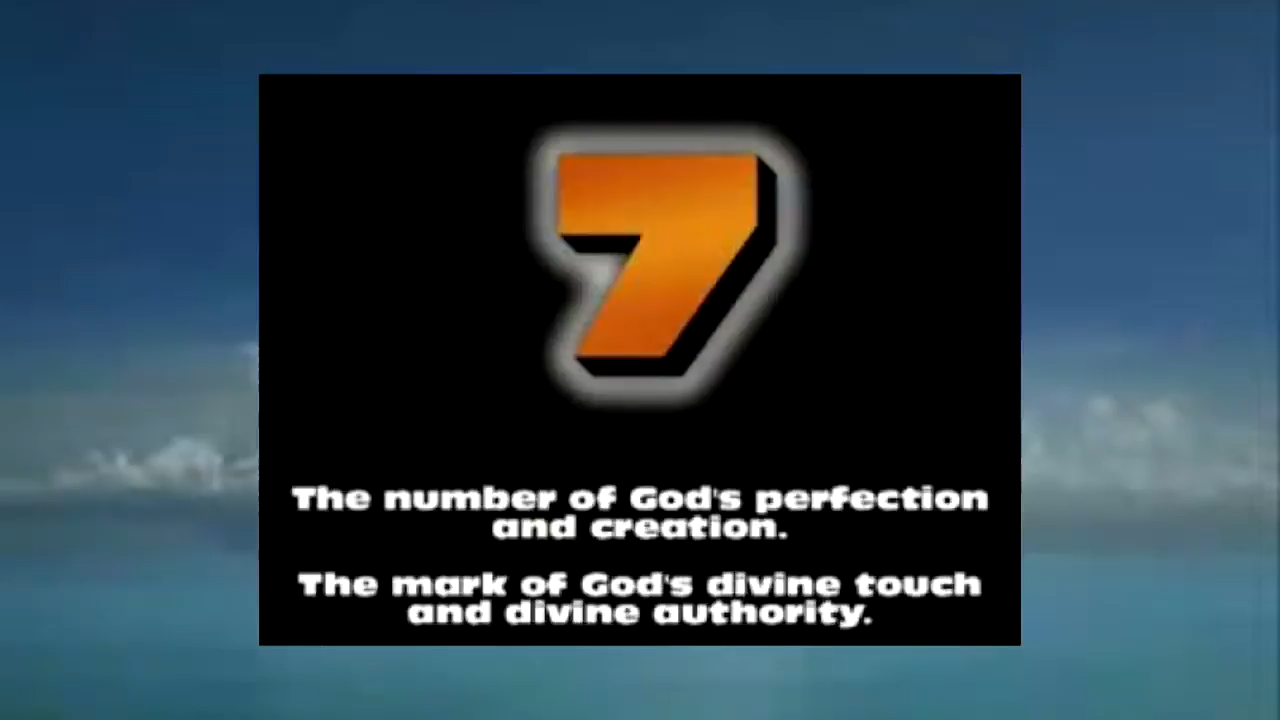 7
The number of God's perfection
and creation.
The mark of God's divine touch
and divine authority.